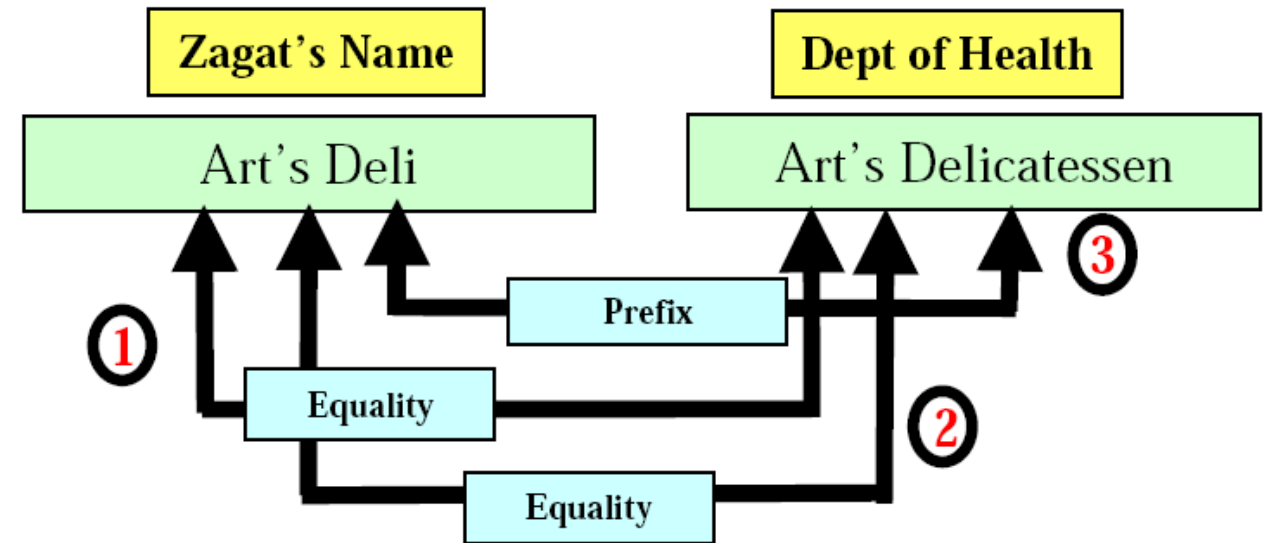 Zagat’s Name
Dept of Health
Art’s Deli
Art’s Delicatessen
3
Prefix
1
Equality
2
Equality